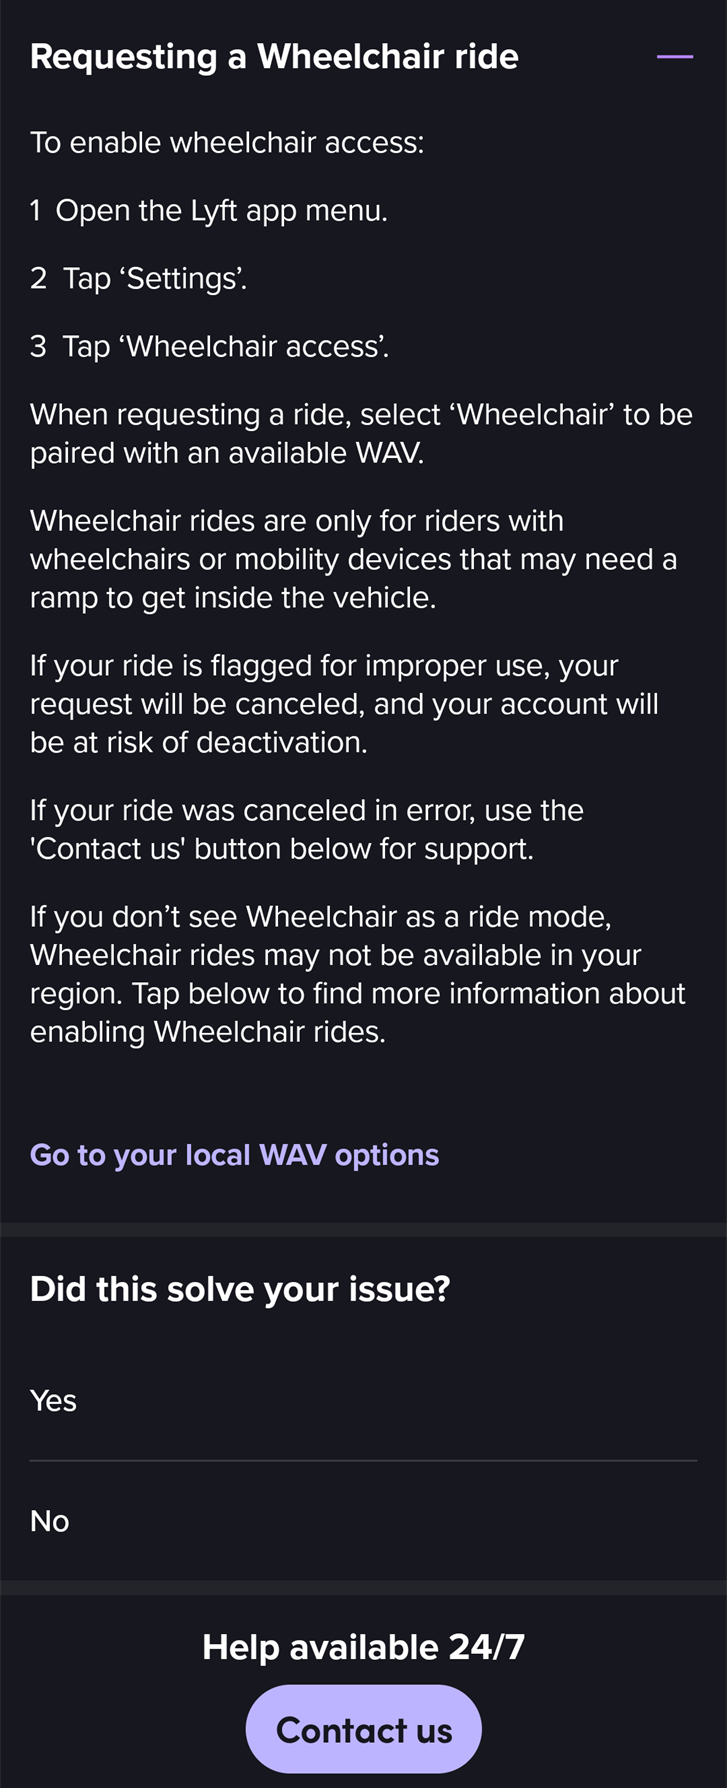 Requesting a Wheelchair ride
To enable wheelchair access:
1 Open the Lyft app menu.
2 Tap ‘Settings’.
3 Tap ‘Wheelchair access’.
When requesting a ride, select ‘Wheelchair’ to be
paired with an available WAV.
Wheelchair rides are only for riders with
wheelchairs or mobility devices that may need a
ramp to get inside the vehicle.
If your ride is flagged for improper use, your
request will be canceled, and your account will
be at risk of deactivation.
If your ride was canceled in error, use the
'Contact us' button below for support.
If you don’t see Wheelchair as a ride mode,
Wheelchair rides may not be available in your
region. Tap below to find more information about
enabling Wheelchair rides.
Go to your local WAV options
Did this solve your issue?
Yes
No
Help available 24/7
Contact us